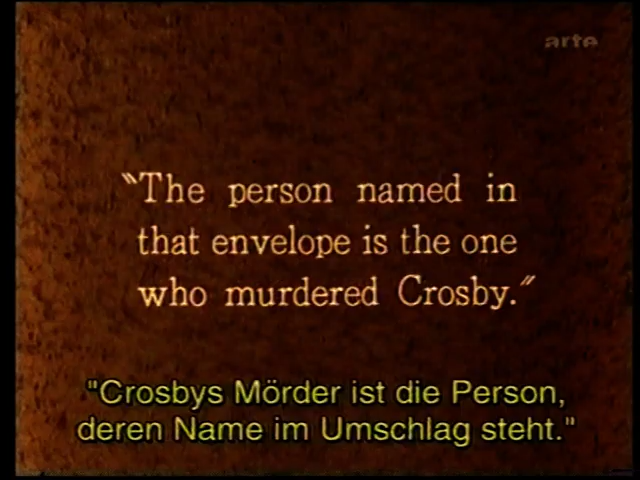 arte
"The person named in
that envelope is the one
who murdered Crosby."
"Crosbys Mörder ist die Person,
deren Name im Umschlag steht."